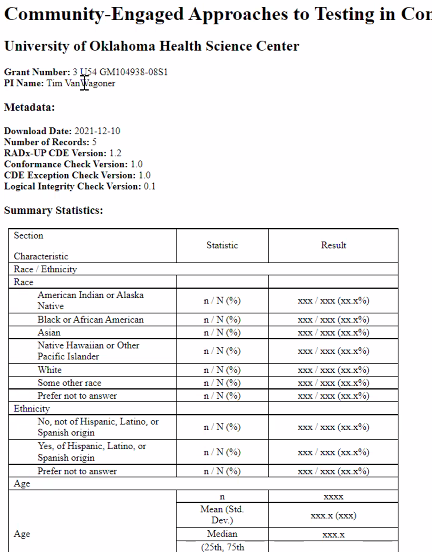 Community-Engaged Approaches to Testing in Co
University of Oklahoma Health Science Center
Grant Number: 3 U54 GM104938-08S1
PI Name: Tim VanWagoner
Metadata:
Download Date: 2021-12-10
Number of Records: 5
RADx-UP CDE Version: 1.2
Conformance Check Version: 1.0
CDE Exception Check Version: 1.0
Logical Integrity Check Version: 0.1
Summary Statistics:
Section
Characteristic Statistic Result
Race / Ethnicity
Race
American Indian or Alaska
Native n / N (%) xxx / xxx (xx.x%)
Black or African American n / N (%) xxx / xxx (xx.x%)
Asian n / N (%) xxx / xxx (xx.x%)
Native Hawaiian or Other
Pacific Islander n / N (%) xxx / xxx (xx.x%)
White n / N (%) xxx / xxx (xx.x%)
Some other race n / N (%) xxx / xxx (xx.x%)
Prefer not to answer n / N (%) xxx / xxx (xx.x%)
Ethnicity
No, not of Hispanic, Latino, or
Spanish origin n / N (%) xxx / xxx (xx.x%)
Yes, of Hispanic, Latino, or
Spanish origin n / N (%) xxx / xxx (xx.x%)
Prefer not to answer n / N (%) xxx / xxx (xx.x%)
Age
Age
n xxxx
Mean (Std.
Dev.) xxx.x (xxx)
Median xxx.x
(25th, 75th